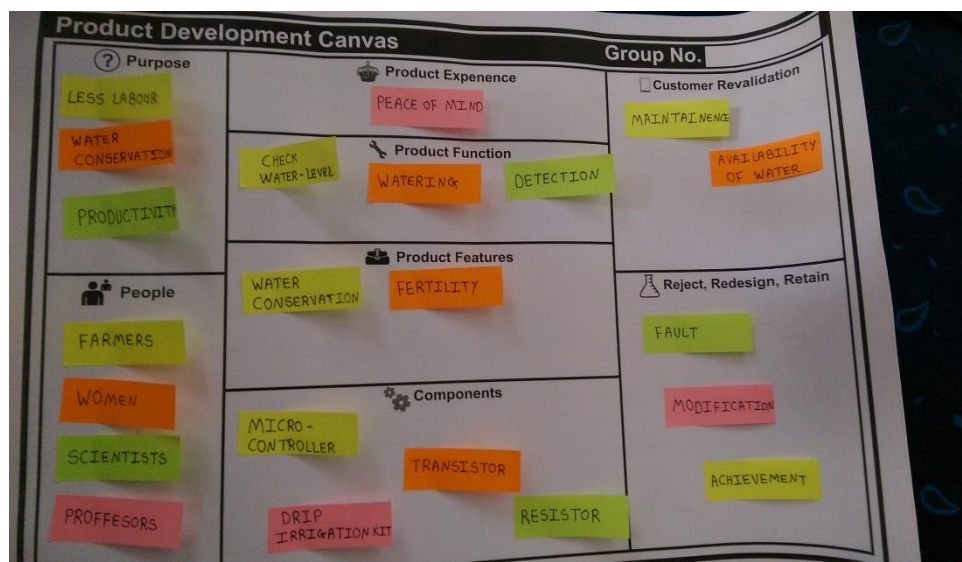 Product Development Canvas
Group No.
? Purpose
LESS LABOUR
WATER
CONSERVATION
PRODUCTIVITY
People
FARMERS
WOMEN
SCIENTISTS
PROFFESORS
Product Experience
PEACE OF MIND
Product Function
CHECK
WATER-LEVEL
WATERING
DETECTION
Product Features
WATER
CONSERVATION
FERTILITY
Components
MICRO-
CONTROLLER
TRANSISTOR
DRIP
IRRIGATION KIT
RESISTOR
Customer Revalidation
MAINTAINENCE
AVAILABILITY
OF WATER
Reject, Redesign, Retain
FAULT
MODIFICATION
ACHIEVEMENT